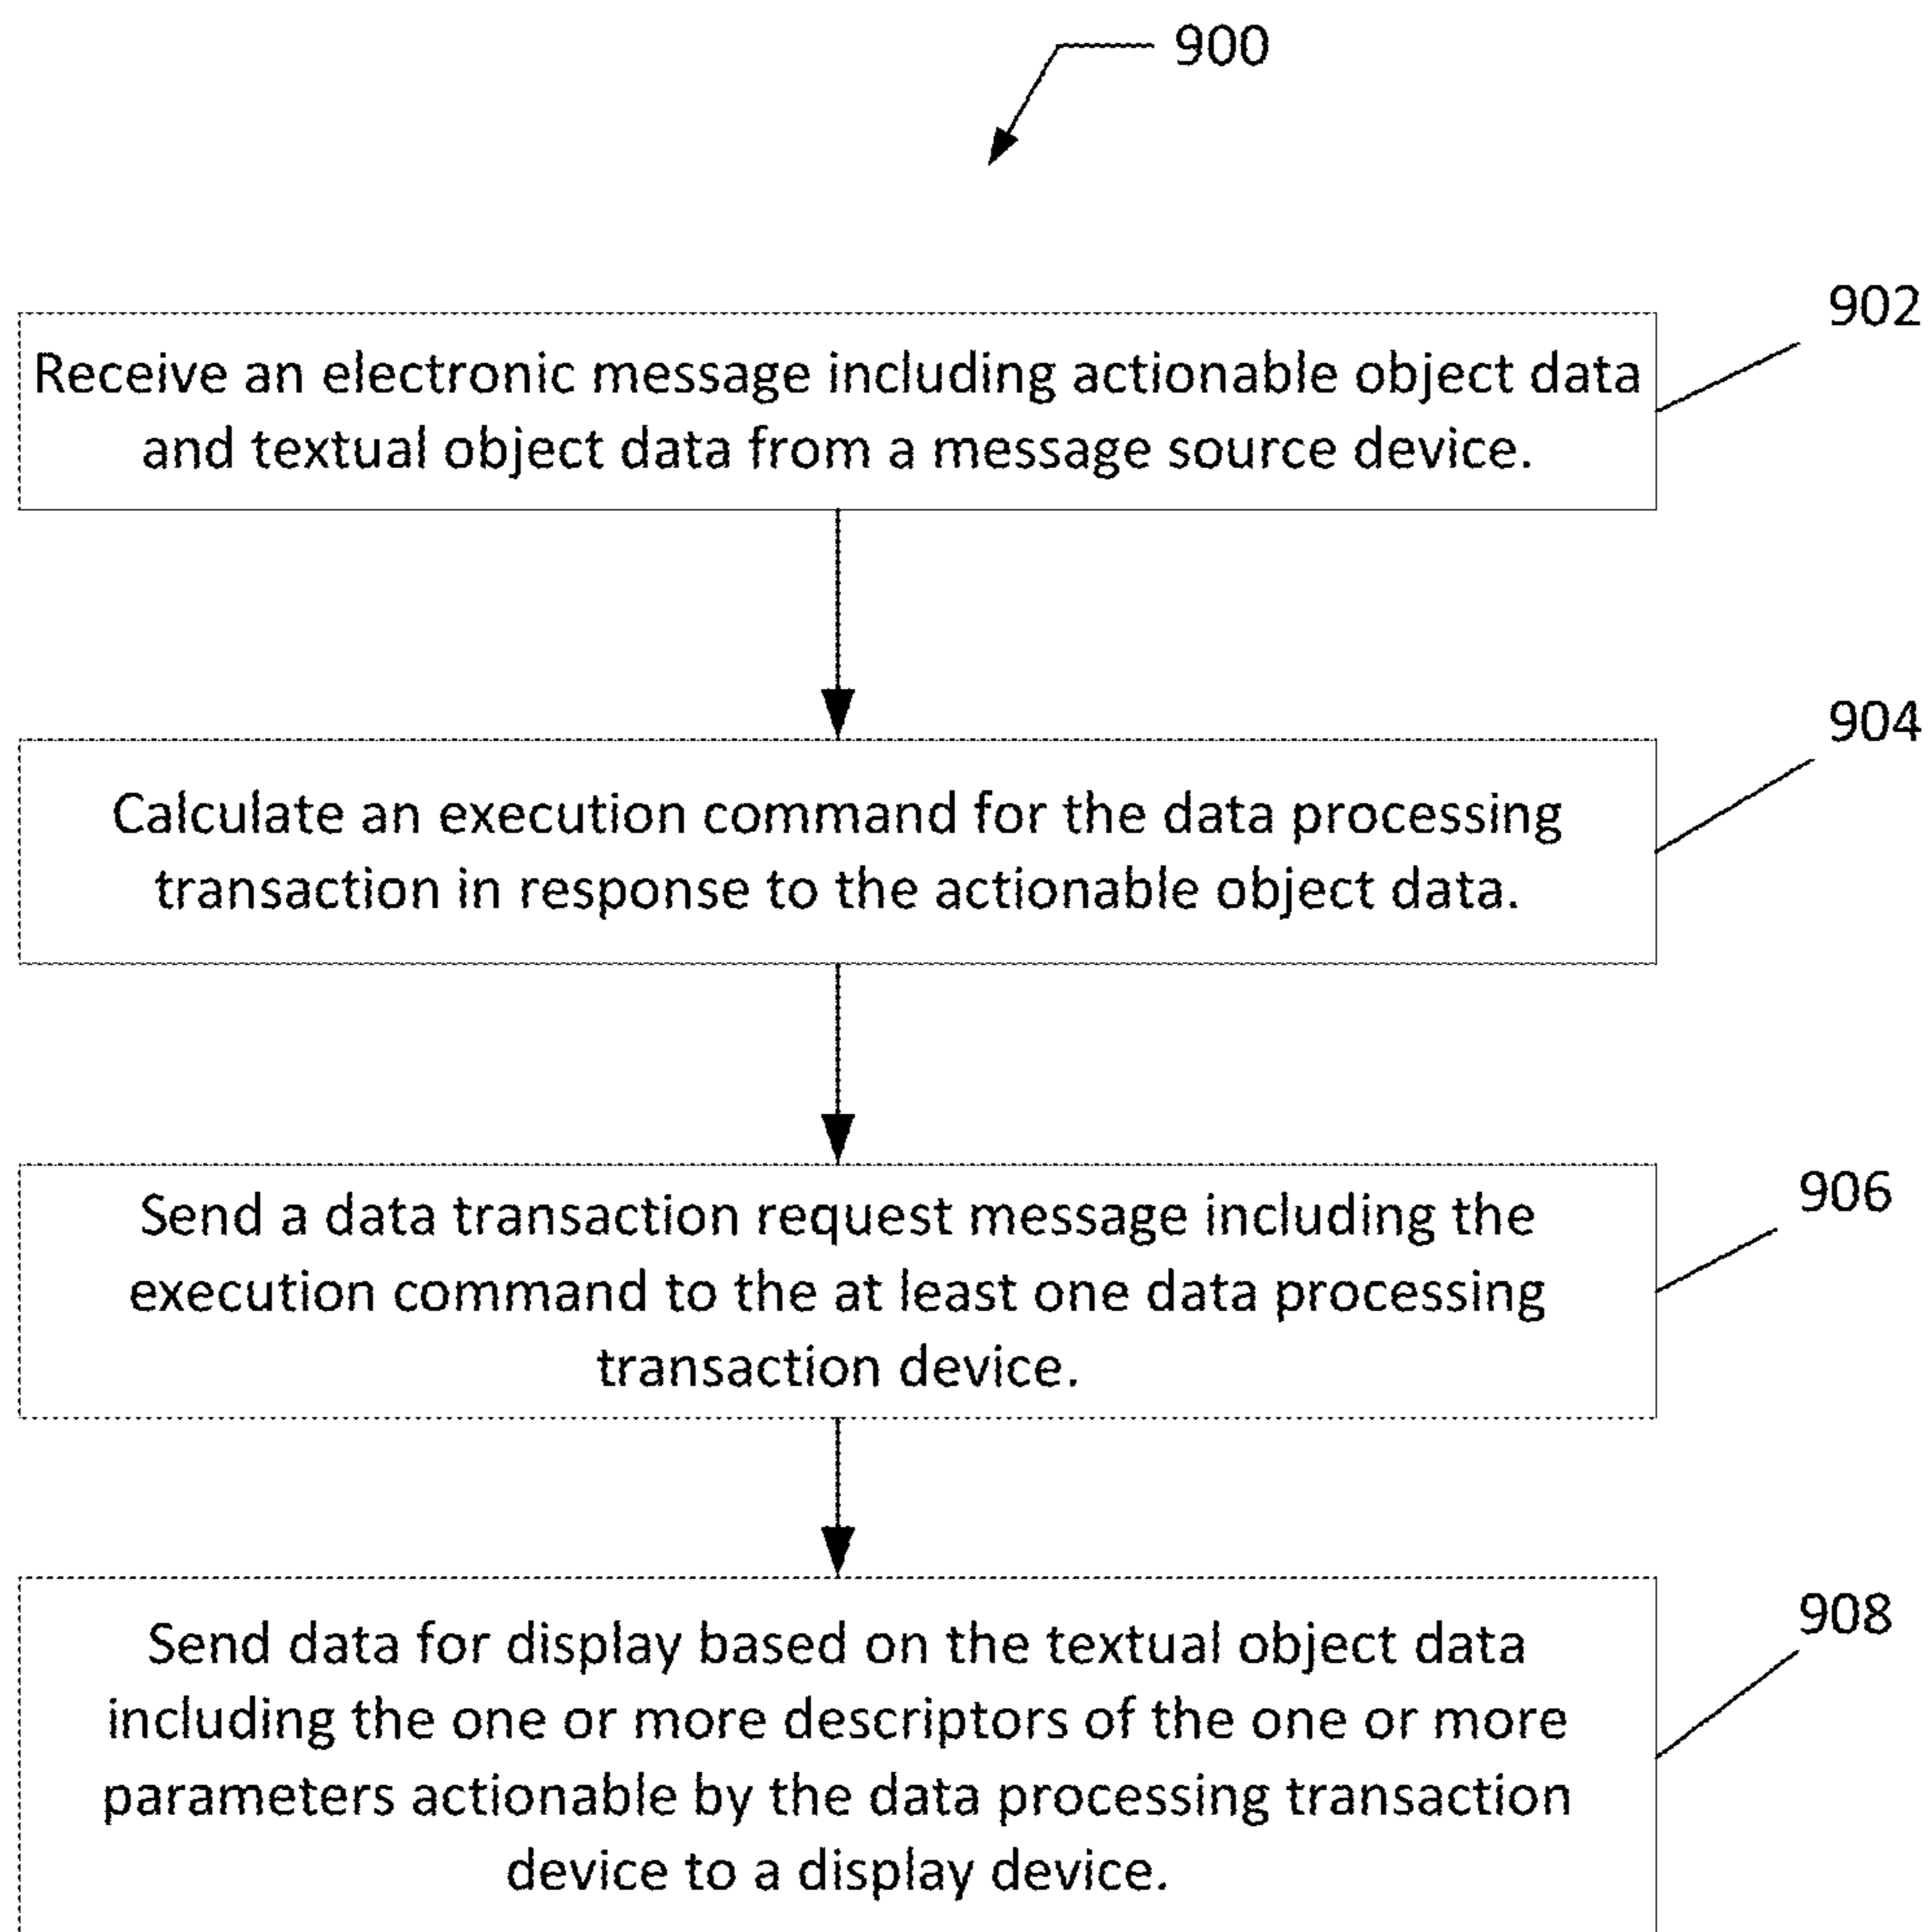 900
902
Receive an electronic message including actionable object data
and textual object data from a message source device.
904
Calculate an execution command for the data processing
transaction in response to the actionable object data.
906
Send a data transaction request message including the
execution command to the at least one data processing
transaction device.
908
Send data for display based on the textual object data
including the one or more descriptors of the one or more
parameters actionable by the data processing transaction
device to a display device.